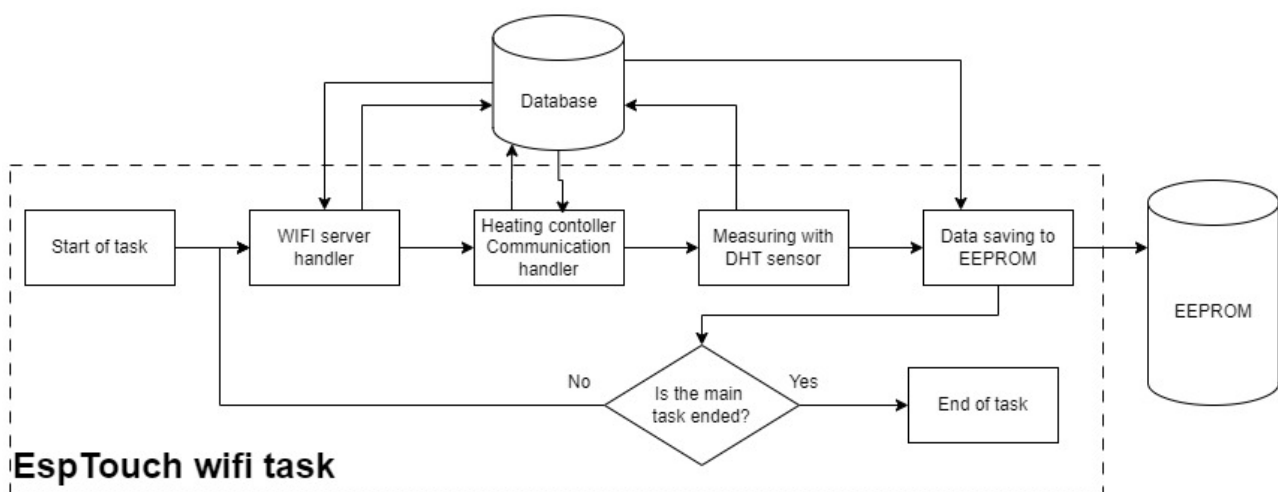 Database
Start of task
WIFI server
handler
Heating contoller
Communication
handler
Measuring with
DHT sensor
Data saving to
EEPROM
EEPROM
No
Is the main
task ended?
Yes
End of task
EspTouch wifi task